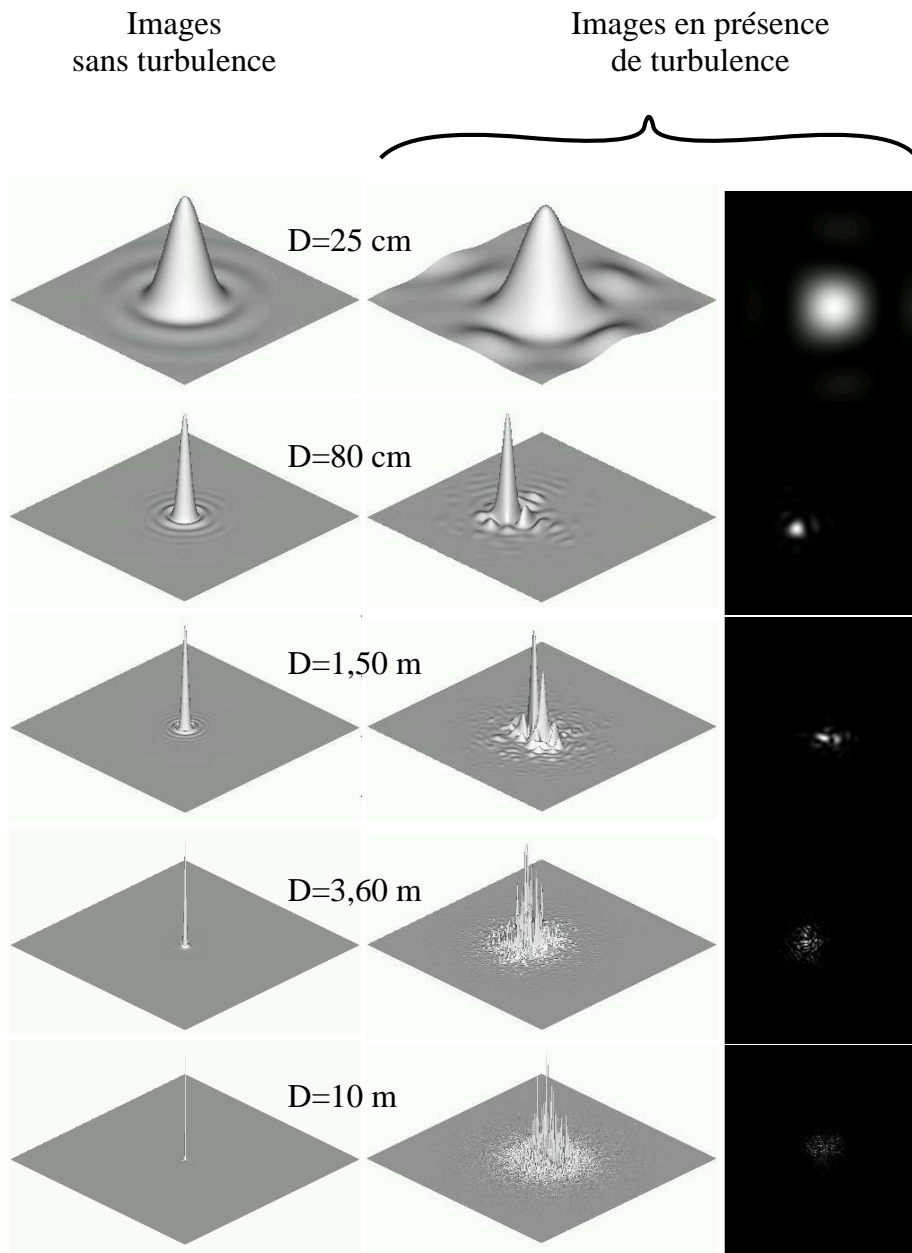 Images
sans turbulence
Images en présence
de turbulence
D=25 cm
D=80 cm
D=1,50 m
D=3,60 m
D=10 m